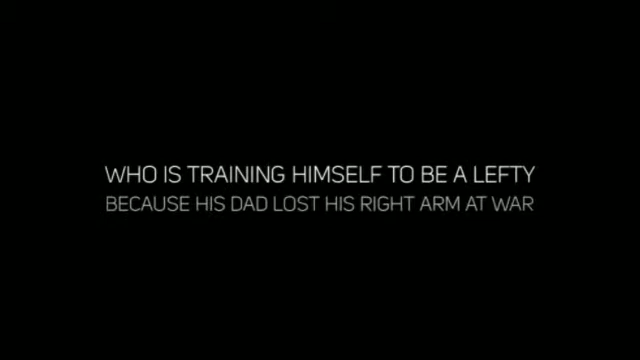 WHO IS TRAINING HIMSELF TO BE A LEFTY
BECAUSE HIS DAD LOST HIS RIGHT ARM AT WAR